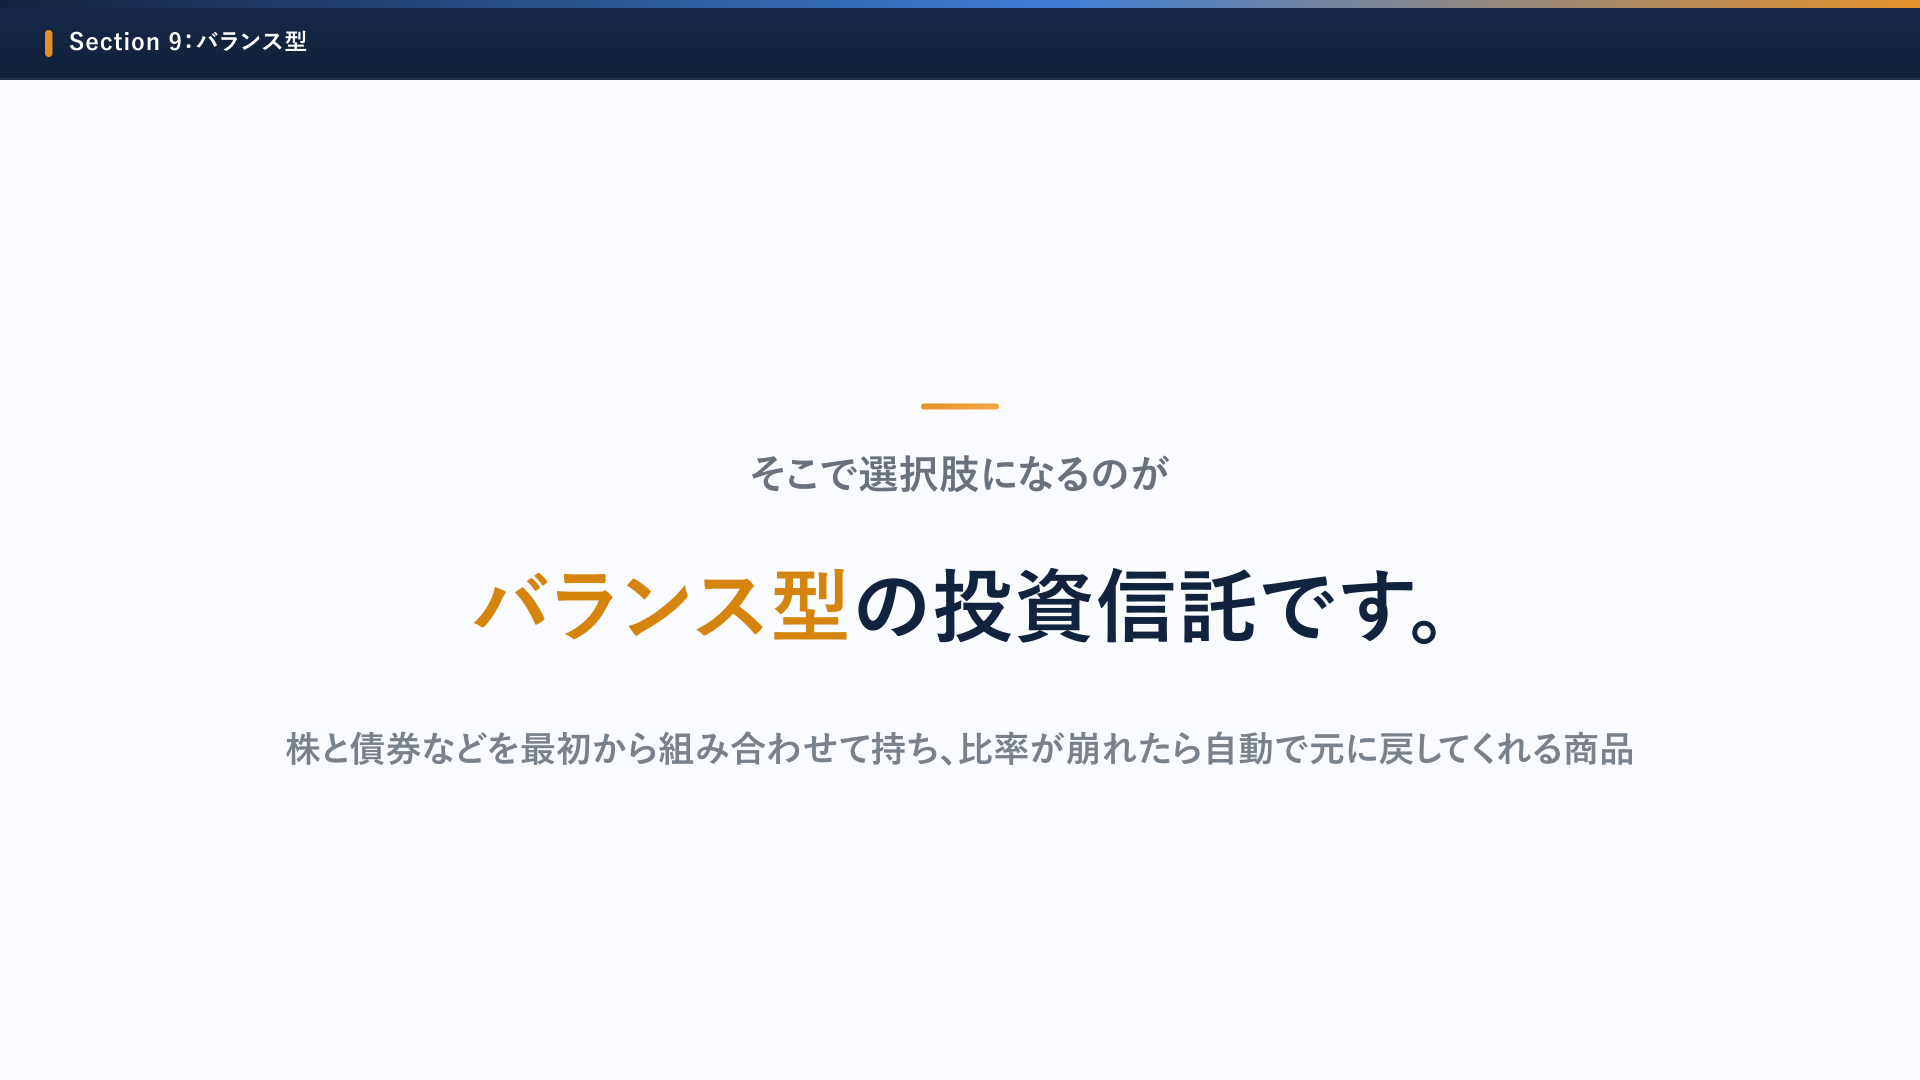 Section 9：バランス型
そこで選択肢になるのが
バランス型の投資信託です。
株と債券などを最初から組み合わせて持ち、比率が崩れたら自動で元に戻してくれる商品